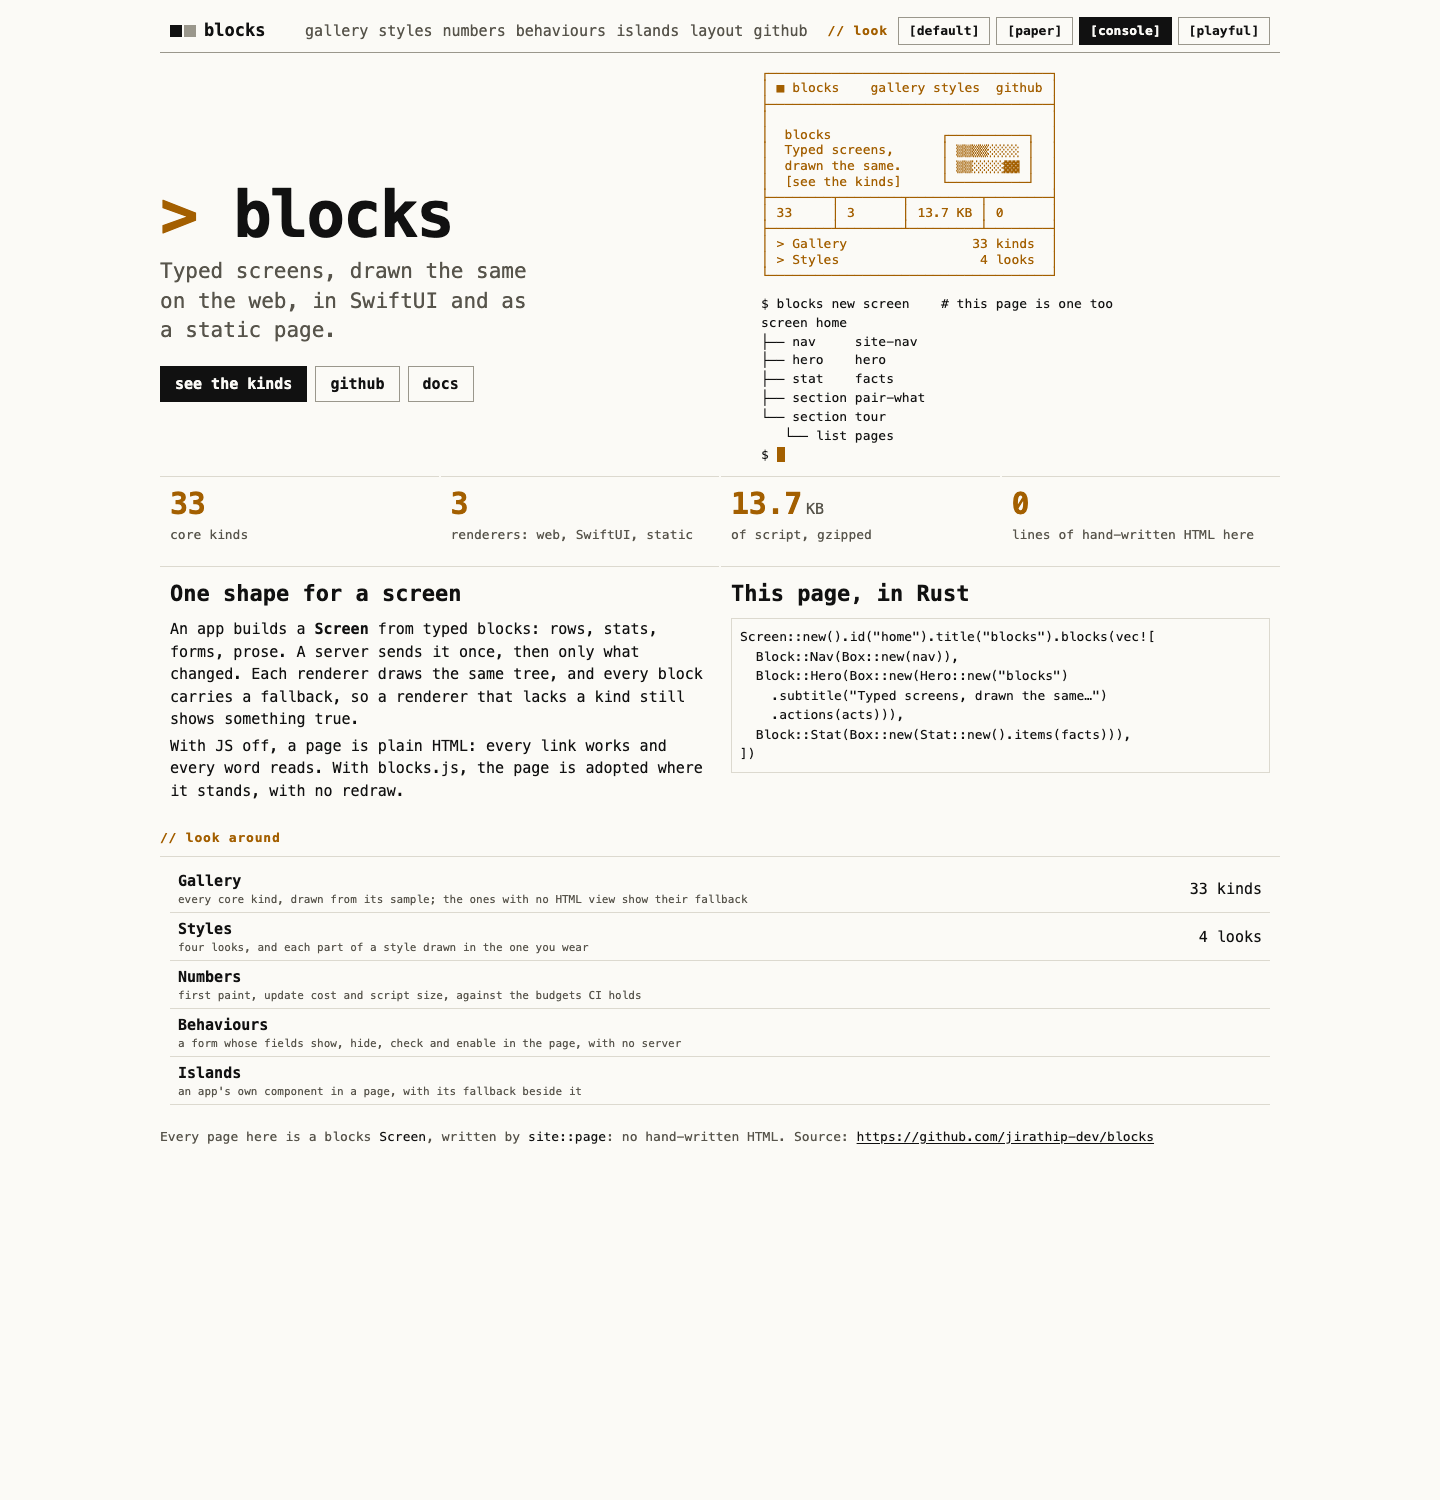 blocks gallery styles numbers behaviours islands layout github // look [default] [paper] [console] [playful]
■ blocks    gallery styles  github
blocks
Typed screens,
drawn the same.
[see the kinds]
33 3 13.7 KB 0
> Gallery 33 kinds
> Styles 4 looks
> blocks
Typed screens, drawn the same
on the web, in SwiftUI and as
a static page.
see the kinds github docs
$ blocks new screen    # this page is one too
screen home
├── nav     site-nav
├── hero    hero
├── stat    facts
├── section pair-what
└── section tour
   └── list pages
$
33
core kinds
3
renderers: web, SwiftUI, static
13.7 KB
of script, gzipped
0
lines of hand-written HTML here
One shape for a screen
An app builds a Screen from typed blocks: rows, stats,
forms, prose. A server sends it once, then only what
changed. Each renderer draws the same tree, and every block
carries a fallback, so a renderer that lacks a kind still
shows something true.
With JS off, a page is plain HTML: every link works and
every word reads. With blocks.js, the page is adopted where
it stands, with no redraw.
This page, in Rust
Screen::new().id("home").title("blocks").blocks(vec![
  Block::Nav(Box::new(nav)),
  Block::Hero(Box::new(Hero::new("blocks")
    .subtitle("Typed screens, drawn the same…")
    .actions(acts))),
  Block::Stat(Box::new(Stat::new().items(facts))),
])
// look around
Gallery
every core kind, drawn from its sample; the ones with no HTML view show their fallback
33 kinds
Styles
four looks, and each part of a style drawn in the one you wear
4 looks
Numbers
first paint, update cost and script size, against the budgets CI holds
Behaviours
a form whose fields show, hide, check and enable in the page, with no server
Islands
an app's own component in a page, with its fallback beside it
Every page here is a blocks Screen, written by site::page: no hand-written HTML. Source: https://github.com/jirathip-dev/blocks